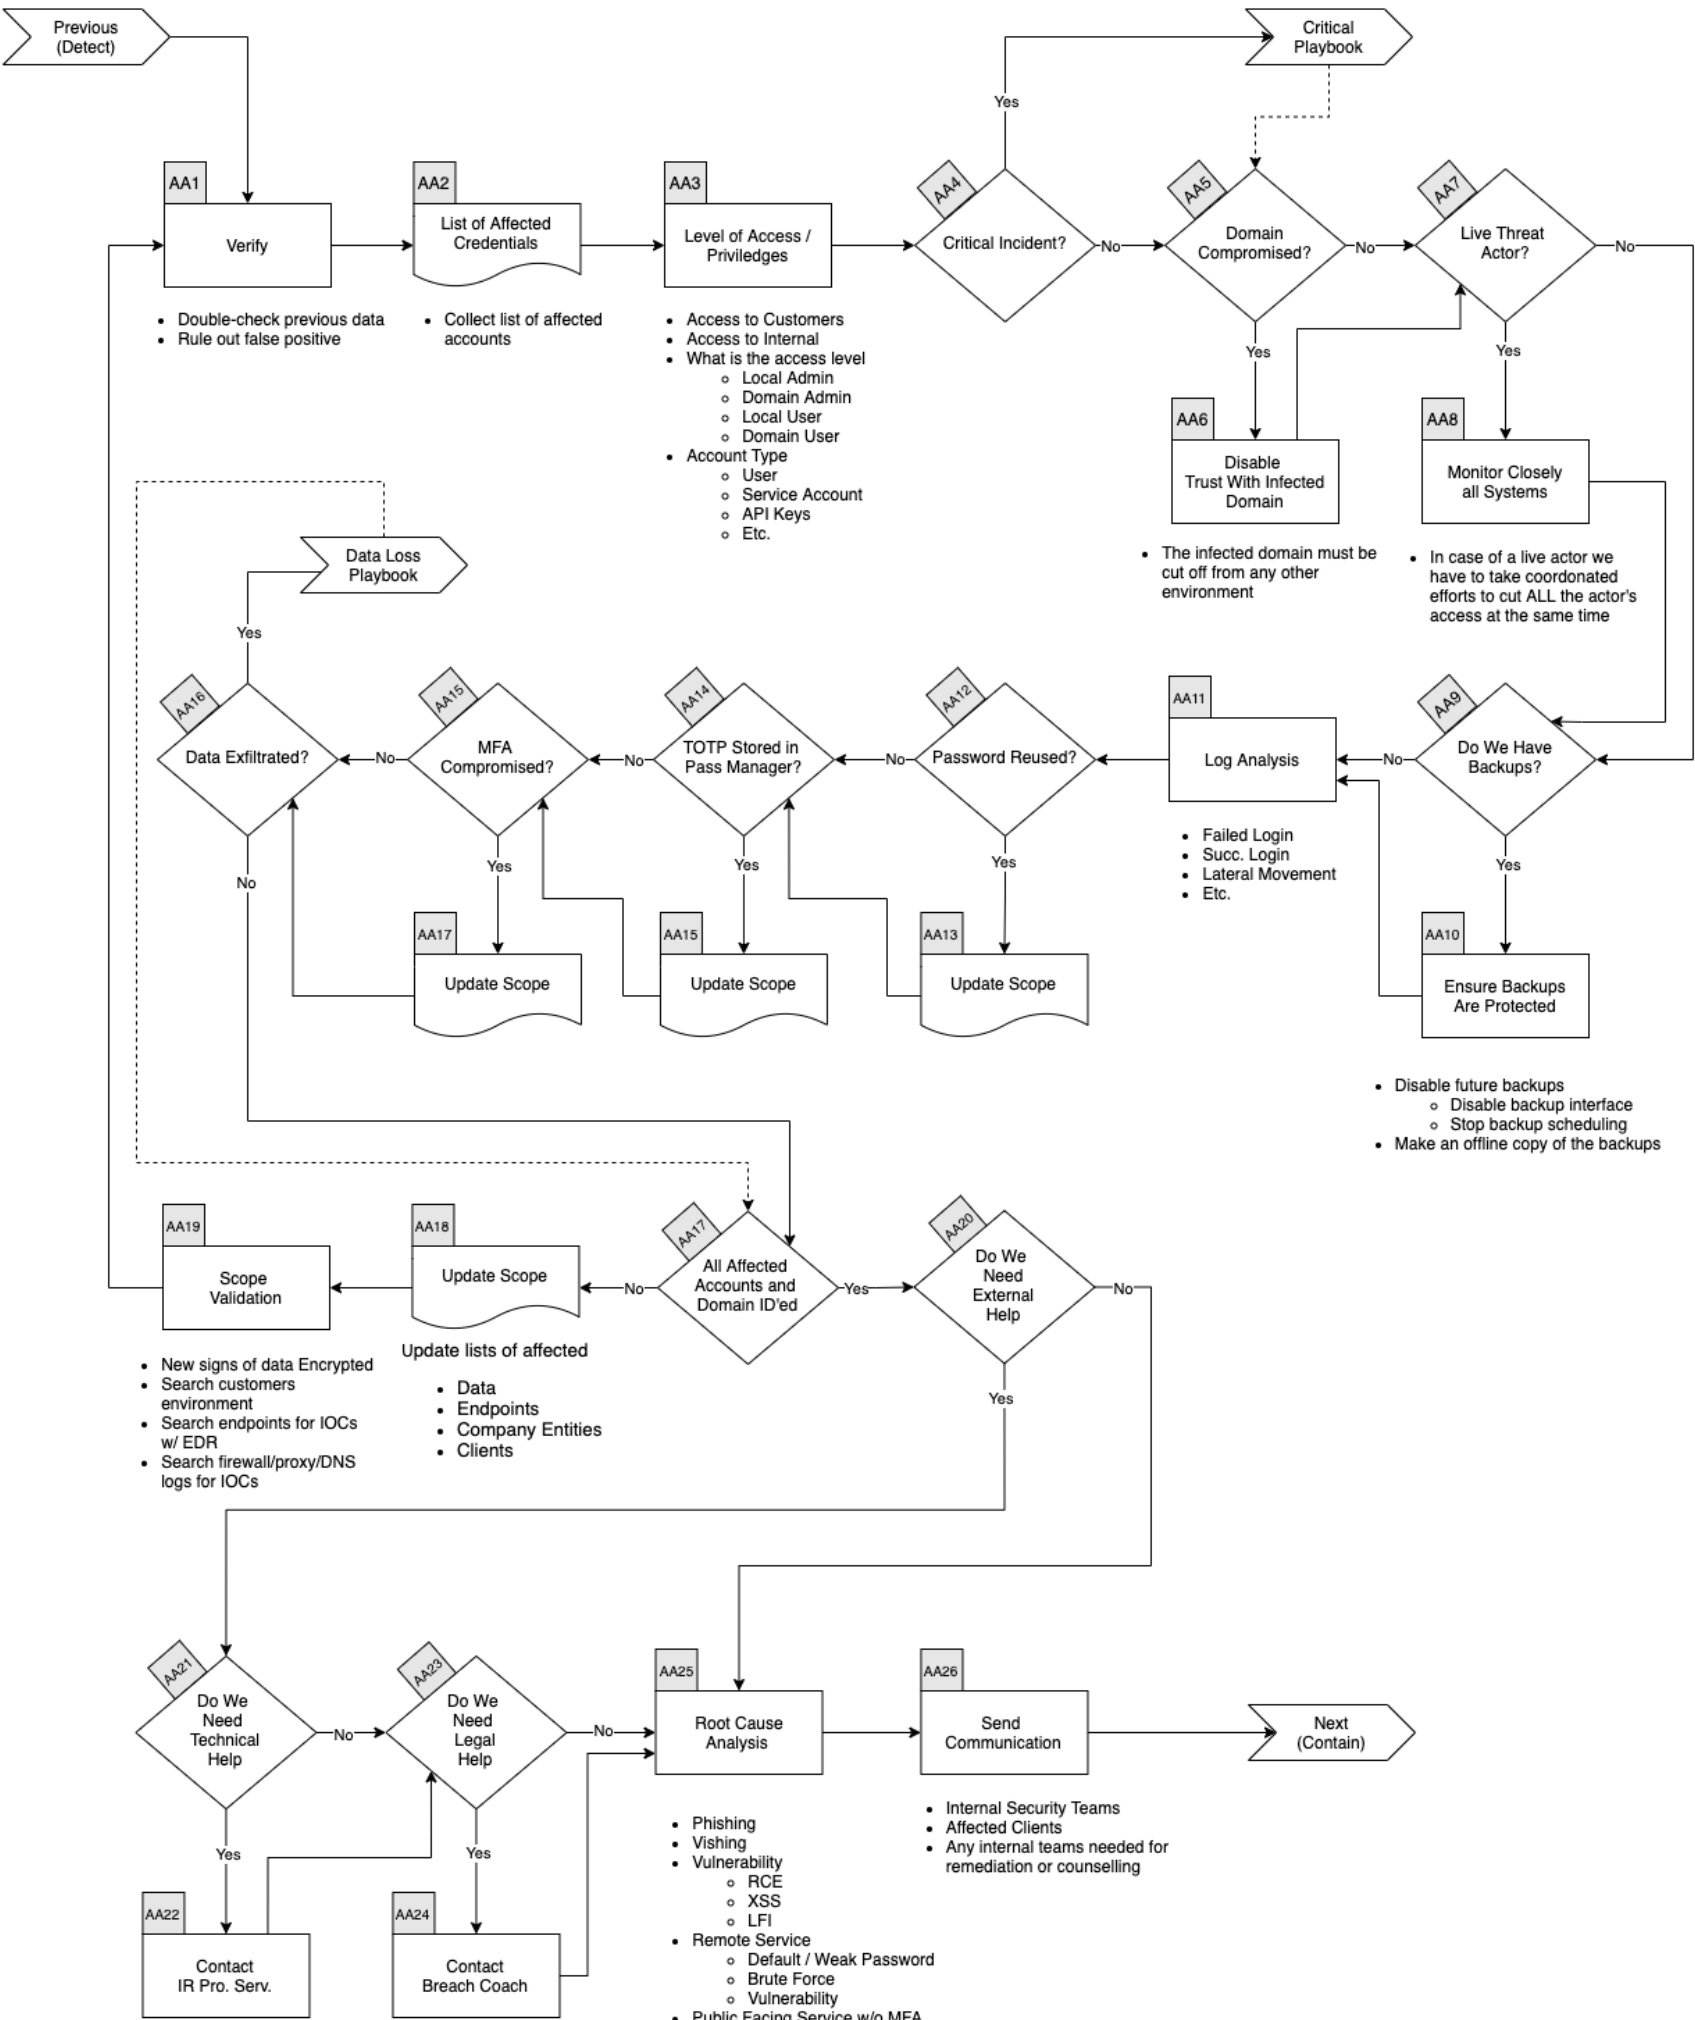 Previous
(Detect)
Critical
Playbook
Yes
AA1
Verify
• Double-check previous data
• Rule out false positive
AA2
List of Affected
Credentials
• Collect list of affected
accounts
AA3
Level of Access /
Priviledges
• Access to Customers
• Access to Internal
• What is the access level
○ Local Admin
○ Domain Admin
○ Local User
○ Domain User
• Account Type
○ User
○ Service Account
○ API Keys
○ Etc.
AA4
Critical Incident?
No
AA5
Domain
Compromised?
No
Yes
AA7
Live Threat
Actor?
No
Yes
AA6
Disable
Trust With Infected
Domain
• The infected domain must be
cut off from any other
environment
AA8
Monitor Closely
all Systems
• In case of a live actor we
have to take coordonated
efforts to cut ALL the actor's
access at the same time
Data Loss
Playbook
Yes
AA16
Data Exfiltrated?
No
No
AA15
MFA
Compromised?
Yes
No
AA14
TOTP Stored in
Pass Manager?
Yes
No
AA12
Password Reused?
Yes
AA11
Log Analysis
• Failed Login
• Succ. Login
• Lateral Movement
• Etc.
No
AA9
Do We Have
Backups?
Yes
AA17
Update Scope
AA15
Update Scope
AA13
Update Scope
AA10
Ensure Backups
Are Protected
• Disable future backups
○ Disable backup interface
○ Stop backup scheduling
• Make an offline copy of the backups
AA19
Scope
Validation
• New signs of data Encrypted
• Search customers
environment
• Search endpoints for IOCs
w/ EDR
• Search firewall/proxy/DNS
logs for IOCs
AA18
Update Scope
Update lists of affected
• Data
• Endpoints
• Company Entities
• Clients
No
AA17
All Affected
Accounts and
Domain ID'ed
Yes
AA20
Do We
Need
External
Help
No
Yes
AA21
Do We
Need
Technical
Help
No
Yes
AA23
Do We
Need
Legal
Help
No
Yes
AA22
Contact
IR Pro. Serv.
AA24
Contact
Breach Coach
AA25
Root Cause
Analysis
• Phishing
• Vishing
• Vulnerability
○ RCE
○ XSS
○ LFI
• Remote Service
○ Default / Weak Password
○ Brute Force
○ Vulnerability
• Public Facing Service w/o MFA
AA26
Send
Communication
• Internal Security Teams
• Affected Clients
• Any internal teams needed for
remediation or counselling
Next
(Contain)